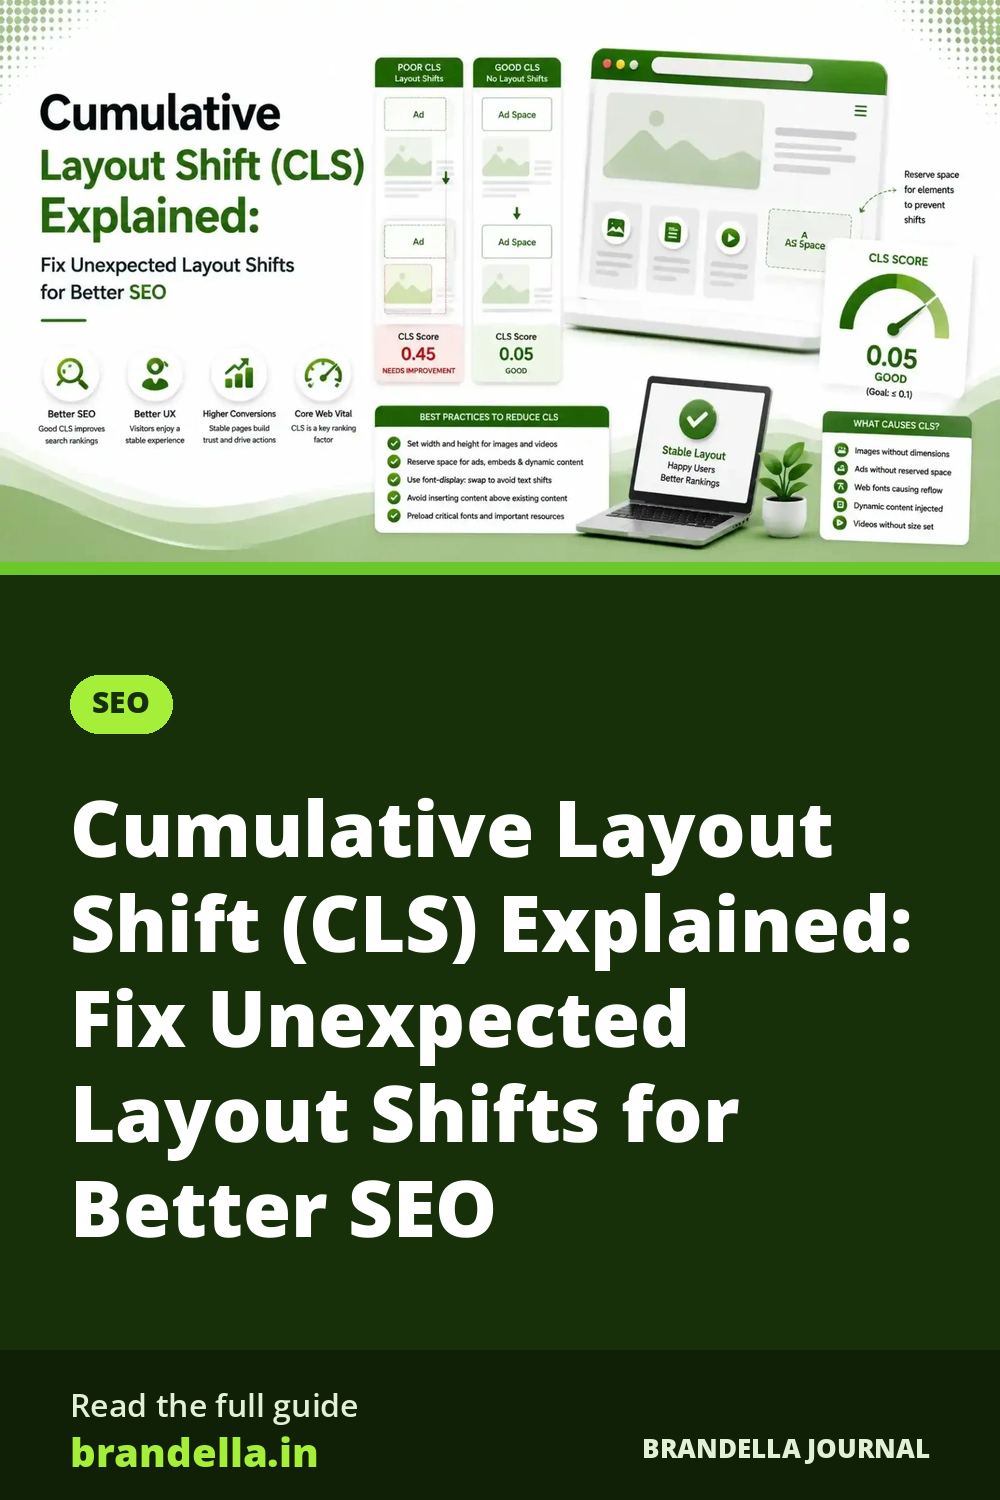 Cumulative
Layout Shift (CLS)
Explained:
Fix Unexpected Layout Shifts
for Better SEO
Better SEO
Good CLS improves
search rankings
Better UX
Visitors enjoy a
stable experience
Higher Conversions
Stable pages build
trust and drive actions
Core Web Vital
CLS is a key ranking
factor
POOR CLS
Layout Shifts
Ad
Ad
CLS Score
0.45
NEEDS IMPROVEMENT
GOOD CLS
No Layout Shifts
Ad Space
Ad Space
CLS Score
0.05
GOOD
A
AS Space
Reserve space
for elements
to prevent
shifts
CLS SCORE
0.05
GOOD
(Goal: ≤ 0.1)
BEST PRACTICES TO REDUCE CLS
Set width and height for images and videos
Reserve space for ads, embeds & dynamic content
Use font-display: swap to avoid text shifts
Avoid inserting content above existing content
Preload critical fonts and important resources
Stable Layout
Happy Users
Better Rankings
WHAT CAUSES CLS?
Images without dimensions
Ads without reserved space
Web fonts causing reflow
Dynamic content injected
Videos without size set
SEO
Cumulative Layout
Shift (CLS) Explained:
Fix Unexpected
Layout Shifts for
Better SEO
Read the full guide
brandella.in
BRANDELLA JOURNAL